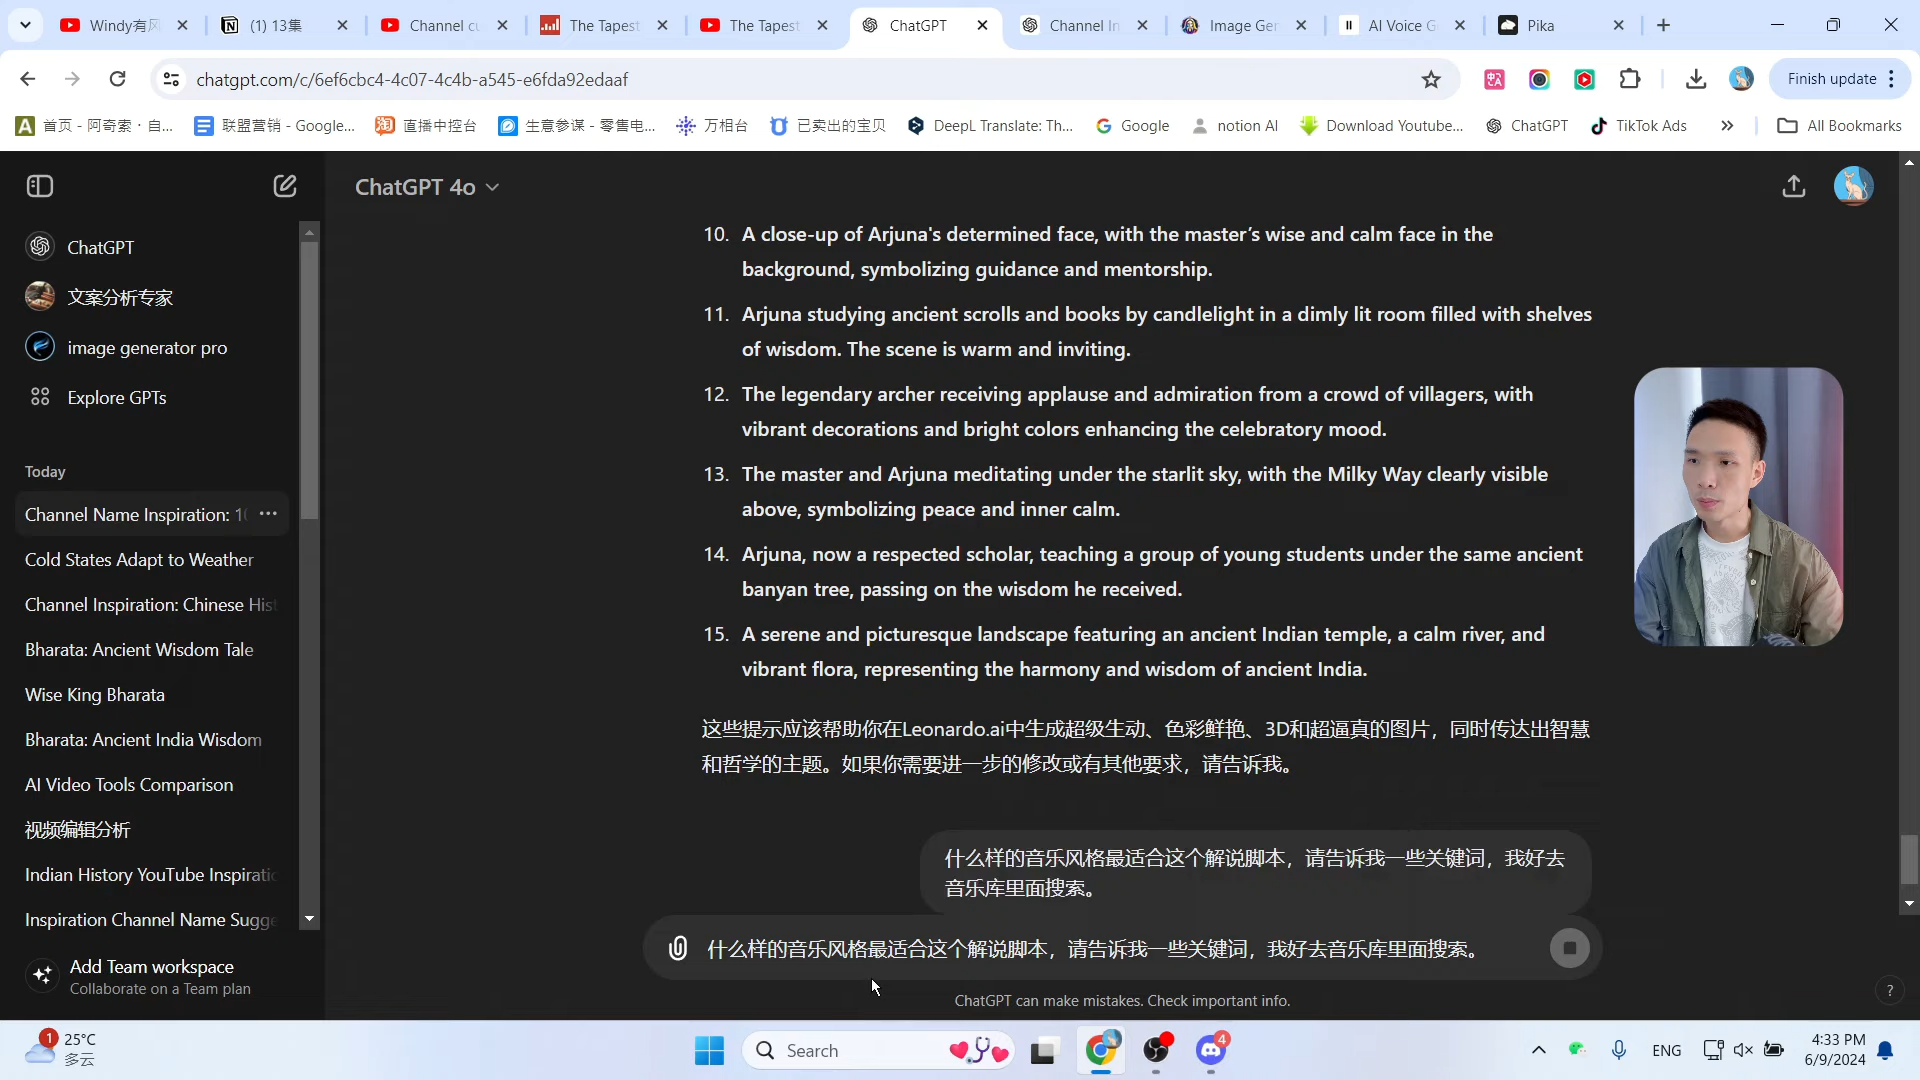 Windy有风
(1) 13集
Channel cu
The Tapest
The Tapest
ChatGPT
Channel In
Image Ger
AI Voice G
Pika
chatgpt.com/c/6ef6cbc4-4c07-4c4b-a545-e6fda92edaaf
Finish update
首页 - 阿奇索 · 自...
联盟营销 - Google...
直播中控台
生意参谋 - 零售电...
万相台
已卖出的宝贝
DeepL Translate: Th...
Google
notion AI
Download Youtube...
ChatGPT
TikTok Ads
All Bookmarks
ChatGPT
文案分析专家
image generator pro
Explore GPTs
Today
Channel Name Inspiration: 10
Cold States Adapt to Weather
Channel Inspiration: Chinese Hist
Bharata: Ancient Wisdom Tale
Wise King Bharata
Bharata: Ancient India Wisdom
AI Video Tools Comparison
视频编辑分析
Indian History YouTube Inspiratio
Inspiration Channel Name Sugge
Add Team workspace
Collaborate on a Team plan
ChatGPT 4o
10. A close-up of Arjuna's determined face, with the master’s wise and calm face in the
background, symbolizing guidance and mentorship.
11. Arjuna studying ancient scrolls and books by candlelight in a dimly lit room filled with shelves
of wisdom. The scene is warm and inviting.
12. The legendary archer receiving applause and admiration from a crowd of villagers, with
vibrant decorations and bright colors enhancing the celebratory mood.
13. The master and Arjuna meditating under the starlit sky, with the Milky Way clearly visible
above, symbolizing peace and inner calm.
14. Arjuna, now a respected scholar, teaching a group of young students under the same ancient
banyan tree, passing on the wisdom he received.
15. A serene and picturesque landscape featuring an ancient Indian temple, a calm river, and
vibrant flora, representing the harmony and wisdom of ancient India.
这些提示应该帮助你在Leonardo.ai中生成超级生动、色彩鲜艳、3D和超逼真的图片，同时传达出智慧
和哲学的主题。如果你需要进一步的修改或有其他要求，请告诉我。
什么样的音乐风格最适合这个解说脚本，请告诉我一些关键词，我好去
音乐库里面搜索。
什么样的音乐风格最适合这个解说脚本，请告诉我一些关键词，我好去音乐库里面搜索。
ChatGPT can make mistakes. Check important info.
?
1
25°C
多云
Search
4
ENG
4:33 PM
6/9/2024